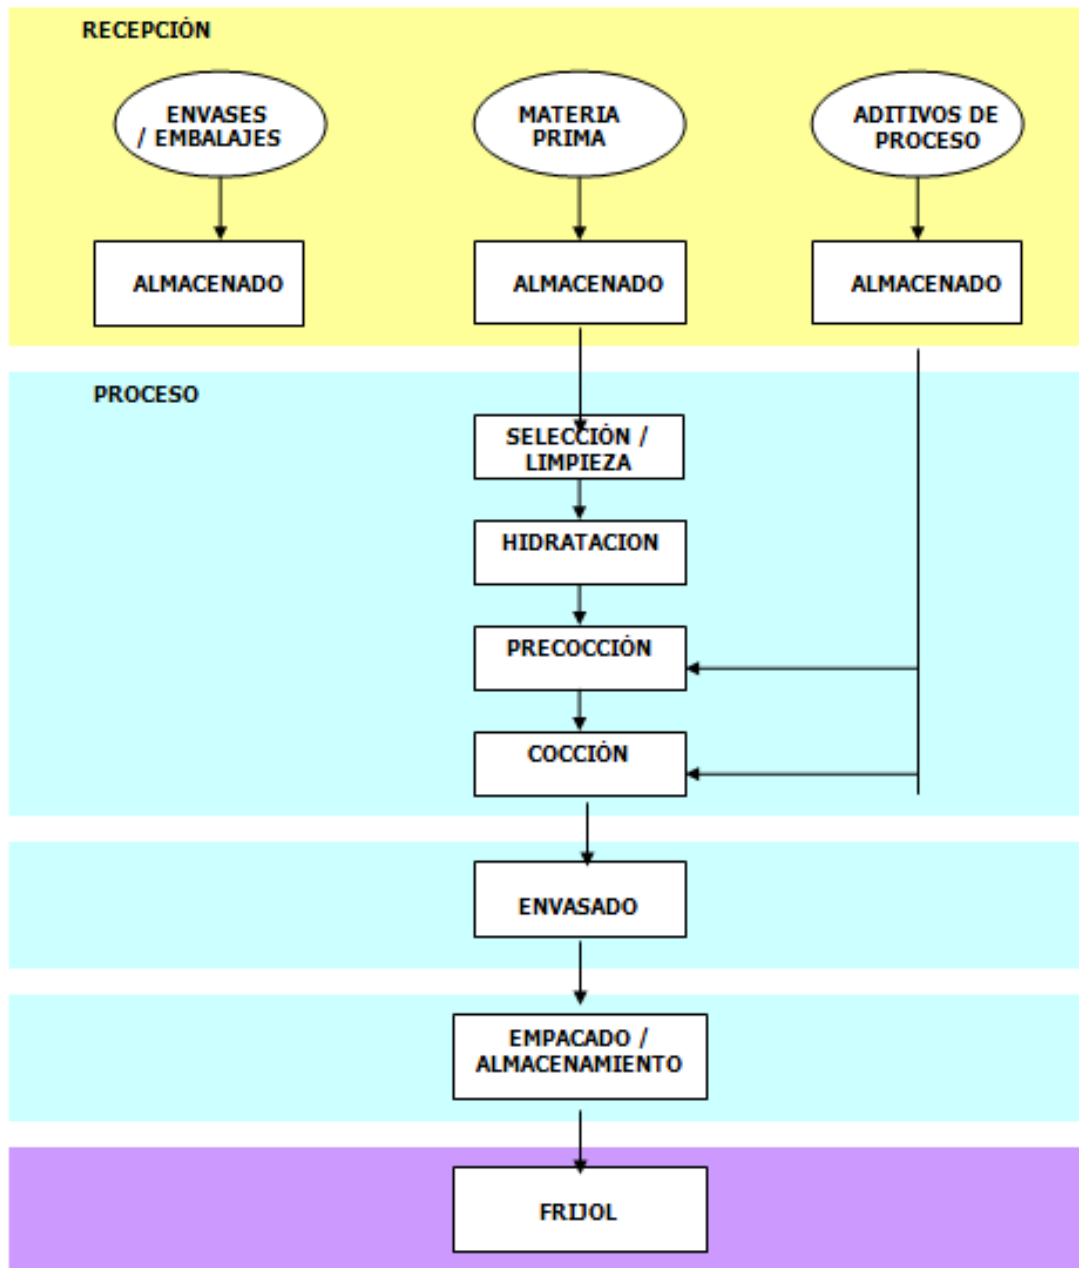 RECEPCIÓN
ENVASES
/ EMBALAJES
MATERIA
PRIMA
ADITIVOS DE
PROCESO
ALMACENADO
ALMACENADO
ALMACENADO
PROCESO
SELECCIÓN /
LIMPIEZA
HIDRATACION
PRECOCCIÓN
COCCIÓN
ENVASADO
EMPACADO /
ALMACENAMIENTO
FRIJOL